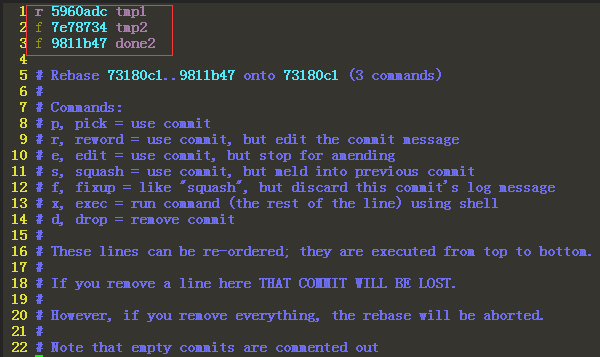 1 r 5960adc tmp1
2 f 7e78734 tmp2
3 f 9811b47 done2
4
5 # Rebase 73180c1..9811b47 onto 73180c1 (3 commands)
6 #
7 # Commands:
8 # p, pick = use commit
9 # r, reword = use commit, but edit the commit message
10 # e, edit = use commit, but stop for amending
11 # s, squash = use commit, but meld into previous commit
12 # f, fixup = like "squash", but discard this commit's log message
13 # x, exec = run command (the rest of the line) using shell
14 # d, drop = remove commit
15 #
16 # These lines can be re-ordered; they are executed from top to bottom.
17 #
18 # If you remove a line here THAT COMMIT WILL BE LOST.
19 #
20 # However, if you remove everything, the rebase will be aborted.
21 #
22 # Note that empty commits are commented out